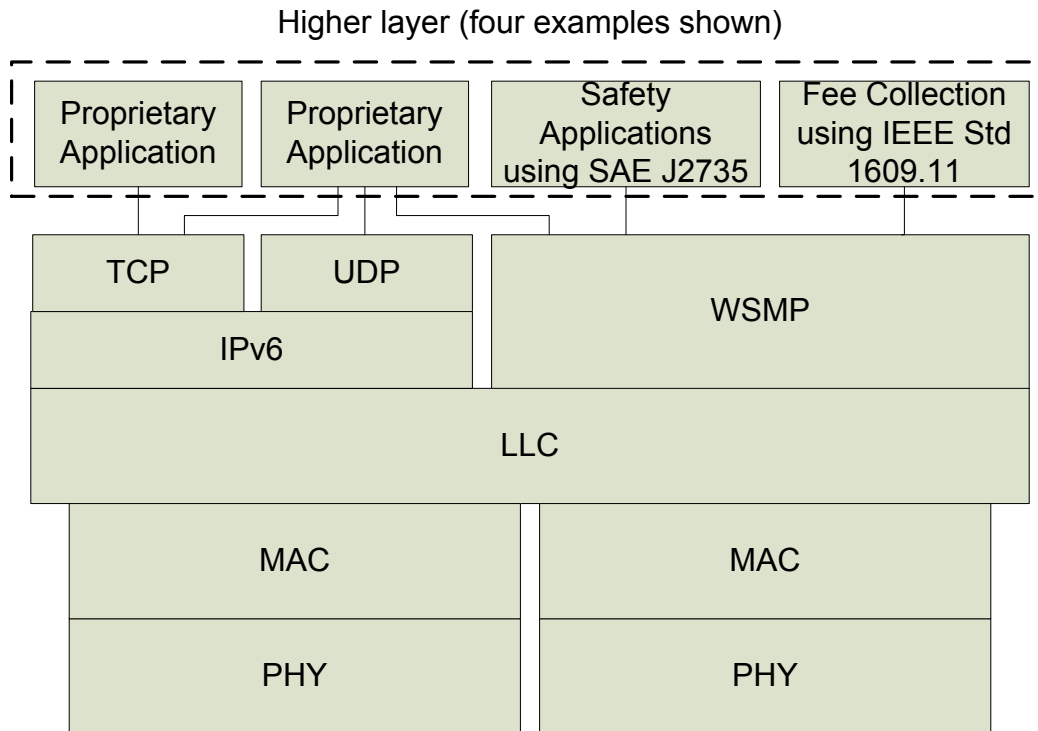 Higher layer (four examples shown)
Proprietary
Application
Proprietary
Application
Safety
Applications
using SAE J2735
Fee Collection
using IEEE Std
1609.11
TCP
UDP
WSMP
IPv6
LLC
MAC
MAC
PHY
PHY